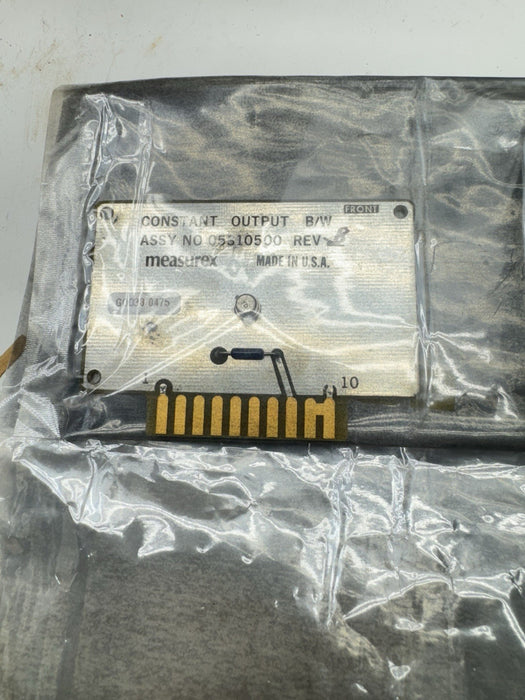 CONSTANT OUTPUT B/W
FRONT
ASSY NO 05310500 REV
measurex MADE IN U.S.A.
1 10